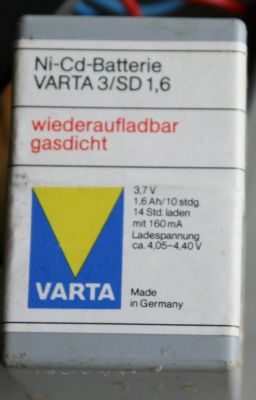 Ni-Cd-Batterie
VARTA 3/SD 1,6
wiederaufladbar
gasdicht
3,7 V
1,6 Ah/10 stdg.
14 Std. laden
mit 160 mA
Ladespannung
ca. 4,05–4,40 V
VARTA
Made
in Germany